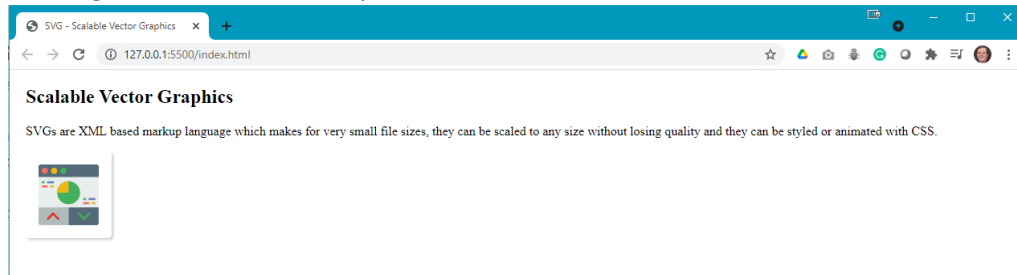 SVG - Scalable Vector Graphics
127.0.0.1:5500/index.html
Scalable Vector Graphics
SVGs are XML based markup language which makes for very small file sizes, they can be scaled to any size without losing quality and they can be styled or animated with CSS.